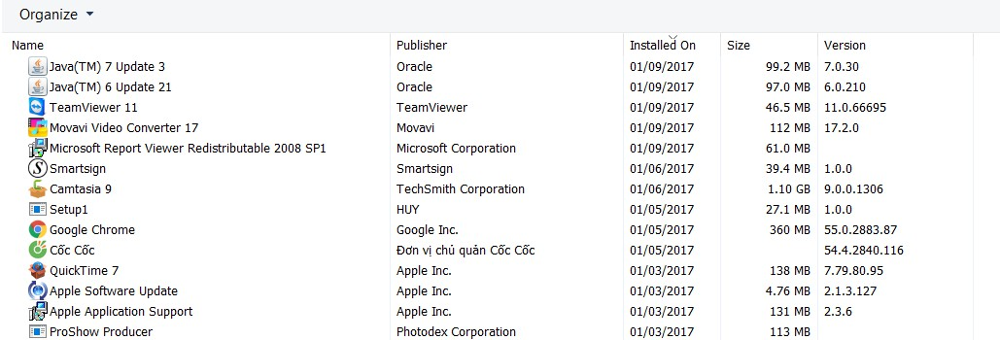 Organize
Name Publisher Installed On Size Version
Java(TM) 7 Update 3 Oracle 01/09/2017 99.2 MB 7.0.30
Java(TM) 6 Update 21 Oracle 01/09/2017 97.0 MB 6.0.210
TeamViewer 11 TeamViewer 01/09/2017 46.5 MB 11.0.66695
Movavi Video Converter 17 Movavi 01/09/2017 112 MB 17.2.0
Microsoft Report Viewer Redistributable 2008 SP1 Microsoft Corporation 01/09/2017 61.0 MB
Smartsign Smartsign 01/06/2017 39.4 MB 1.0.0
Camtasia 9 TechSmith Corporation 01/06/2017 1.10 GB 9.0.0.1306
Setup1 HUY 01/05/2017 27.1 MB 1.0.0
Google Chrome Google Inc. 01/05/2017 360 MB 55.0.2883.87
Cốc Cốc Đơn vị chủ quản Cốc Cốc 01/05/2017 54.4.2840.116
QuickTime 7 Apple Inc. 01/03/2017 138 MB 7.79.80.95
Apple Software Update Apple Inc. 01/03/2017 4.76 MB 2.1.3.127
Apple Application Support Apple Inc. 01/03/2017 131 MB 2.3.6
ProShow Producer Photodex Corporation 01/03/2017 113 MB